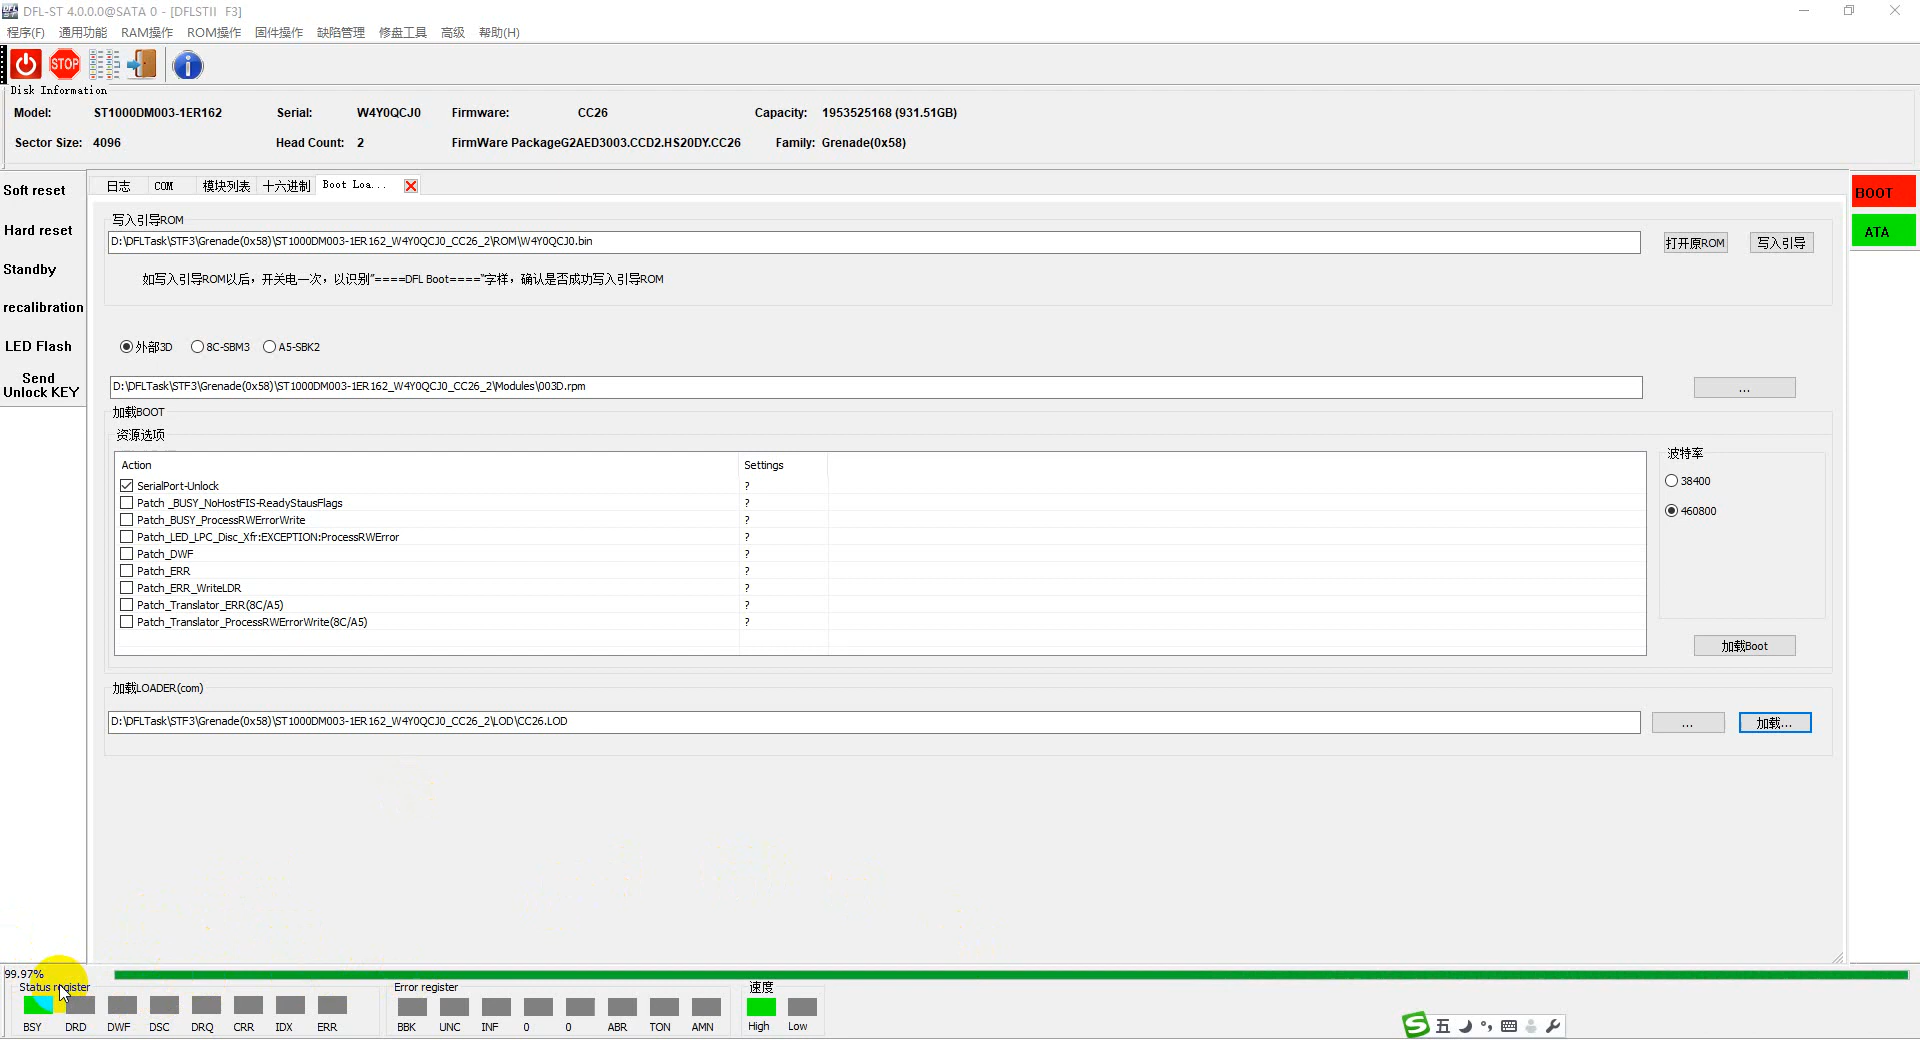 DFL-ST 4.0.0.0@SATA 0 - [DFLSTII F3]
程序(F) 通用功能 RAM操作 ROM操作 固件操作 缺陷管理 修盘工具 高级 帮助(H)
STOP
Disk Information
Model: ST1000DM003-1ER162 Serial: W4Y0QCJ0 Firmware: CC26 Capacity: 1953525168 (931.51GB)
Sector Size: 4096 Head Count: 2 FirmWare PackageG2AED3003.CCD2.HS20DY.CC26 Family: Grenade(0x58)
Soft reset
Hard reset
Standby
recalibration
LED Flash
Send
Unlock KEY
日志 COM 模块列表 十六进制 Boot Loa...
BOOT
ATA
写入引导ROM
D:\DFLTask\STF3\Grenade(0x58)\ST1000DM003-1ER162_W4Y0QCJ0_CC26_2\ROM\W4Y0QCJ0.bin 打开原ROM 写入引导
如写入引导ROM以后，开关电一次，以识别"====DFL Boot===="字样，确认是否成功写入引导ROM
外部3D 8C-SBM3 A5-SBK2
D:\DFLTask\STF3\Grenade(0x58)\ST1000DM003-1ER162_W4Y0QCJ0_CC26_2\Modules\003D.rpm ...
加载BOOT
资源选项
Action Settings
SerialPort-Unlock ?
Patch _BUSY_NoHostFIS-ReadyStausFlags ?
Patch_BUSY_ProcessRWErrorWrite ?
Patch_LED_LPC_Disc_Xfr:EXCEPTION:ProcessRWError ?
Patch_DWF ?
Patch_ERR ?
Patch_ERR_WriteLDR ?
Patch_Translator_ERR(8C/A5) ?
Patch_Translator_ProcessRWErrorWrite(8C/A5) ?
波特率
38400
460800
加载Boot
加载LOADER(com)
D:\DFLTask\STF3\Grenade(0x58)\ST1000DM003-1ER162_W4Y0QCJ0_CC26_2\LOD\CC26.LOD ... 加载...
99.97%
Status register Error register 速度
BSY DRD DWF DSC DRQ CRR IDX ERR BBK UNC INF 0 0 ABR TON AMN High Low
五